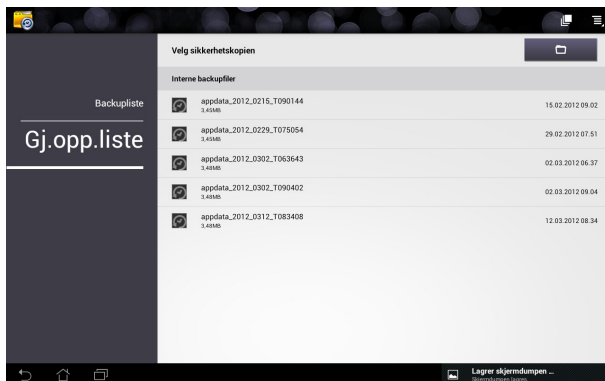 Velg sikkerhetskopien
Interne backupfiler
Backupliste
Gj.opp.liste
appdata_2012_0215_T090144
3,45MB
15.02.2012 09.02
appdata_2012_0229_T075054
3,45MB
29.02.2012 07.51
appdata_2012_0302_T063643
3,48MB
02.03.2012 06.37
appdata_2012_0302_T090402
3,48MB
02.03.2012 09.04
appdata_2012_0312_T083408
3,48MB
12.03.2012 08.34
Lagrer skjermdumpen ...
Skjermdumpen lagres.